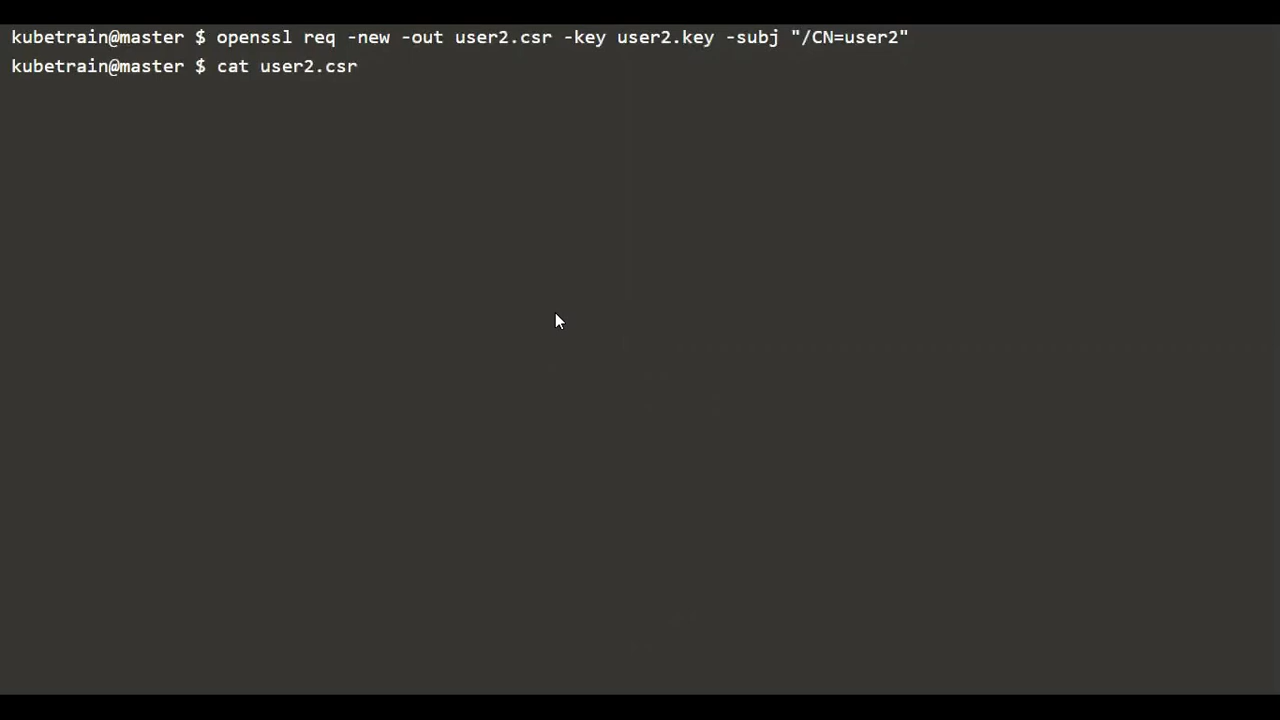 kubetrain@master $ openssl req -new -out user2.csr -key user2.key -subj "/CN=user2"
kubetrain@master $ cat user2.csr